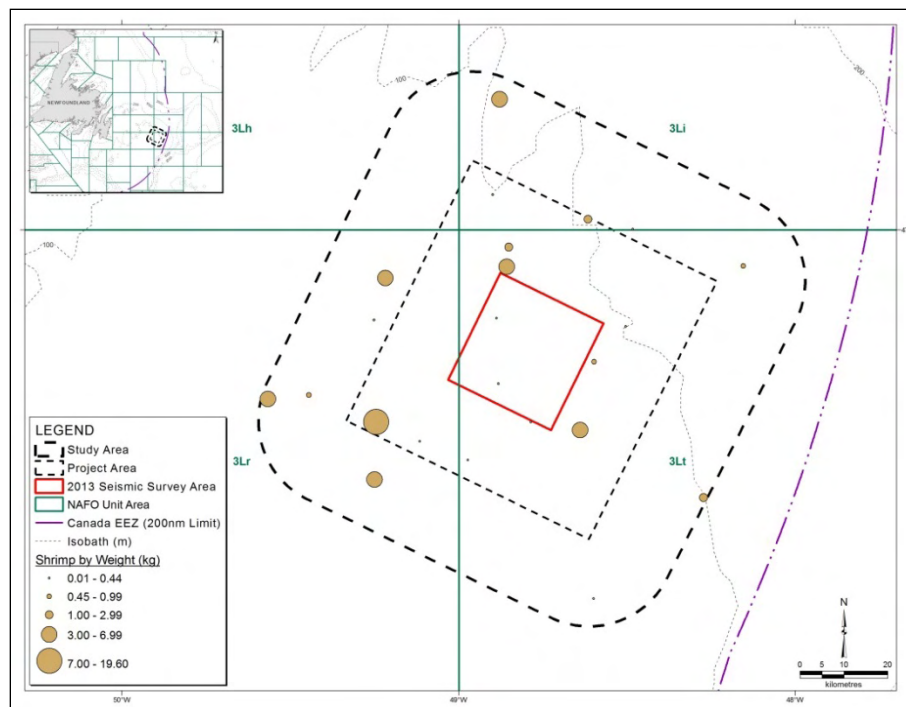 NEWFOUNDLAND
100
200
3Lh
3Li
100
3Lr
3Lt
LEGEND
Study Area
Project Area
2013 Seismic Survey Area
NAFO Unit Area
Canada EEZ (200nm Limit)
Isobath (m)
Shrimp by Weight (kg)
0.01 - 0.44
0.45 - 0.99
1.00 - 2.99
3.00 - 6.99
7.00 - 19.60
N
0 5 10 20
kilometres
50°W
49°W
48°W